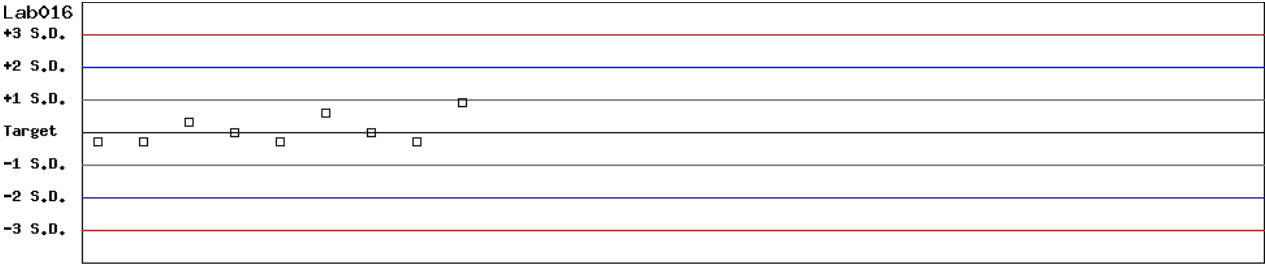 Lab016
+3 S.D.
+2 S.D.
+1 S.D.
Target
-1 S.D.
-2 S.D.
-3 S.D.